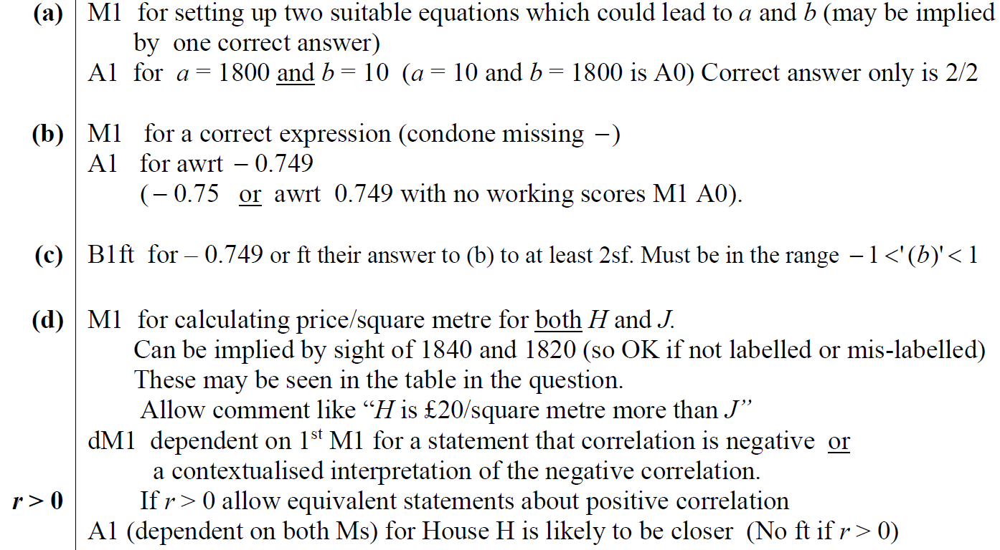 (a) M1 for setting up two suitable equations which could lead to a and b (may be implied
by one correct answer)
A1 for a = 1800 and b = 10 (a = 10 and b = 1800 is A0) Correct answer only is 2/2
(b) M1 for a correct expression (condone missing −)
A1 for awrt − 0.749
(− 0.75 or awrt 0.749 with no working scores M1 A0).
(c) B1ft for – 0.749 or ft their answer to (b) to at least 2sf. Must be in the range − 1 <'(b)'< 1
(d) M1 for calculating price/square metre for both H and J.
Can be implied by sight of 1840 and 1820 (so OK if not labelled or mis-labelled)
These may be seen in the table in the question.
Allow comment like “H is £20/square metre more than J”
dM1 dependent on 1st M1 for a statement that correlation is negative or
a contextualised interpretation of the negative correlation.
r > 0 If r > 0 allow equivalent statements about positive correlation
A1 (dependent on both Ms) for House H is likely to be closer (No ft if r > 0)